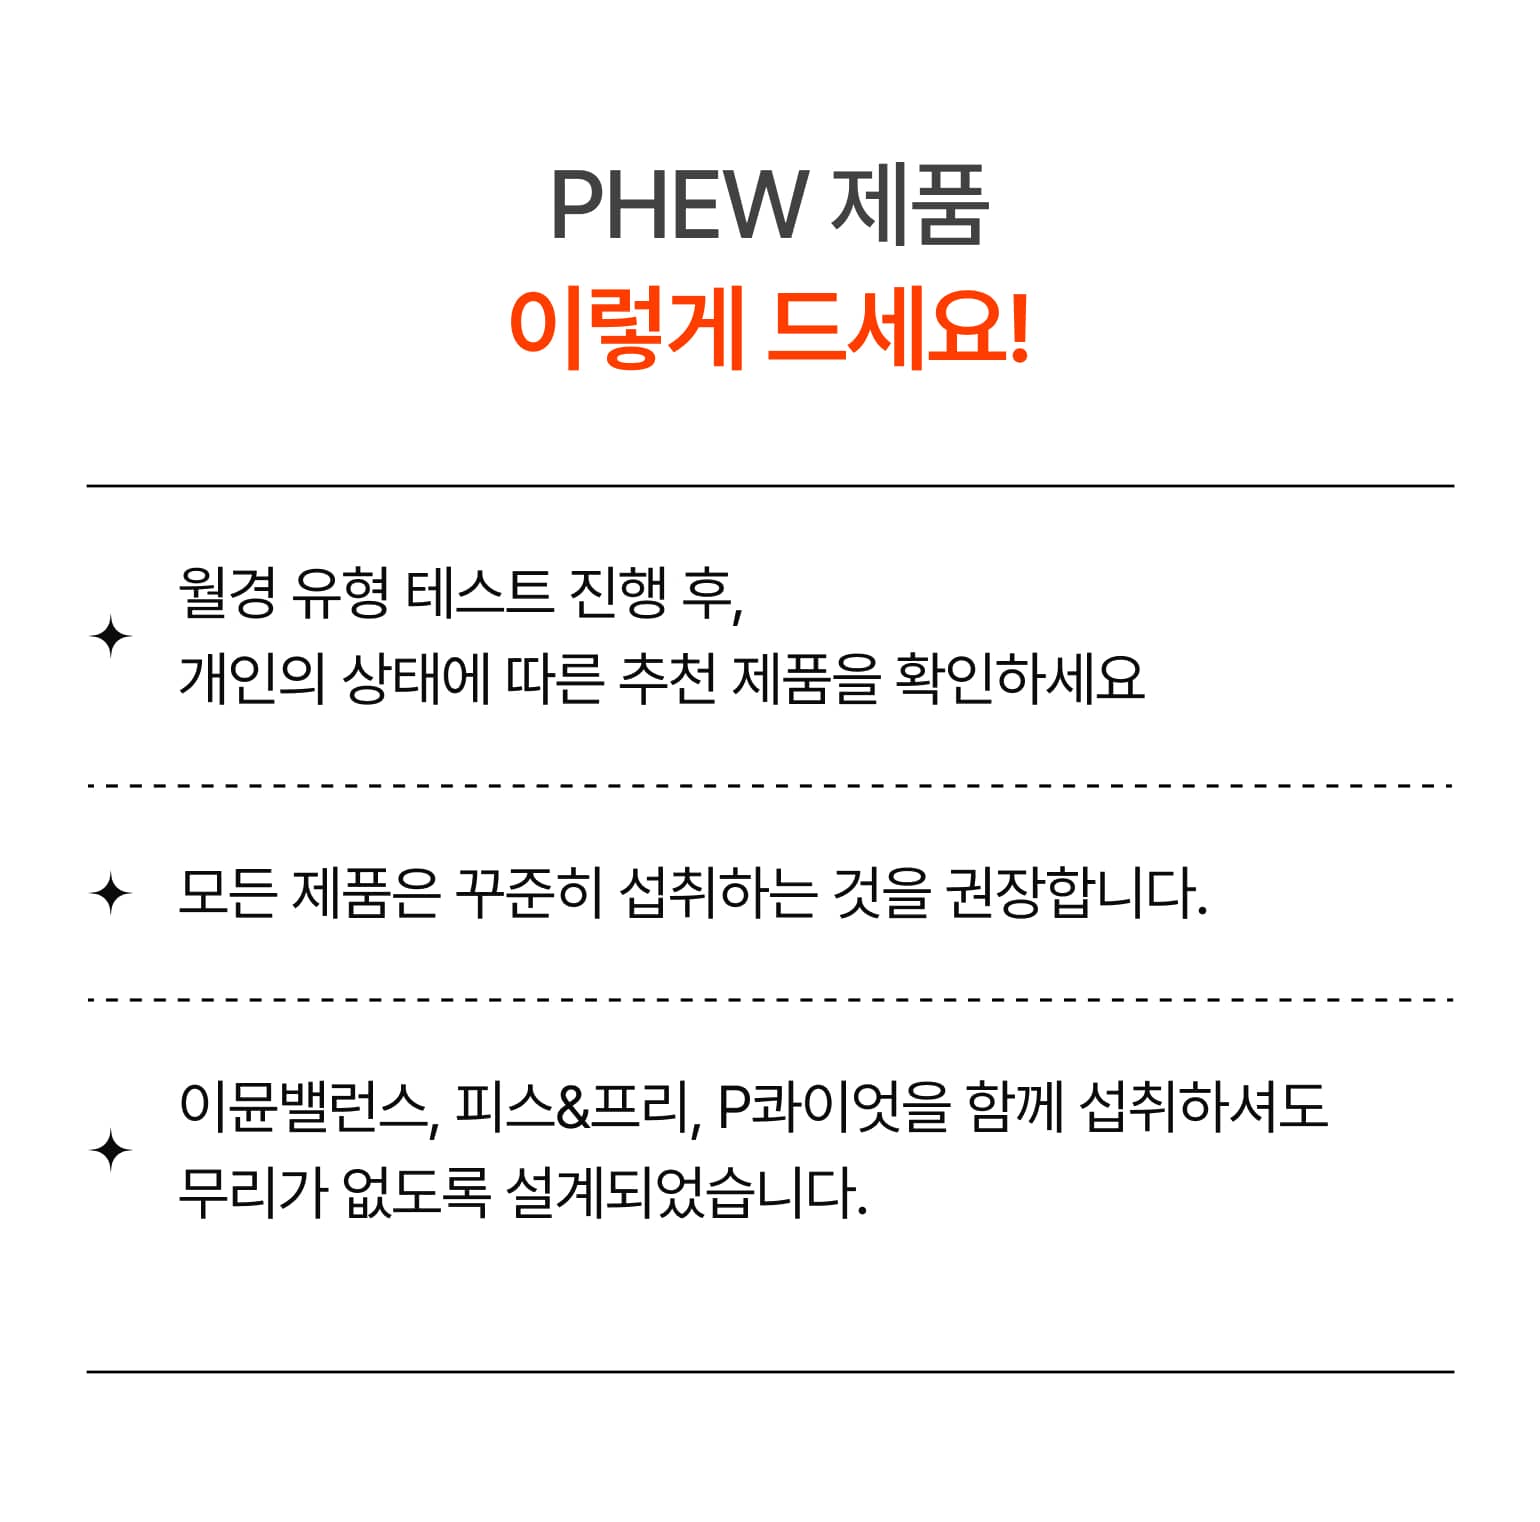 PHEW 제품
이렇게 드세요!
월경 유형 테스트 진행 후,
개인의 상태에 따른 추천 제품을 확인하세요
모든 제품은 꾸준히 섭취하는 것을 권장합니다.
이뮨밸런스, 피스&프리, P콰이엇을 함께 섭취하셔도
무리가 없도록 설계되었습니다.